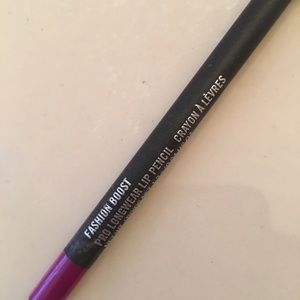 FASHION BOOST
PRO LONGWEAR LIP PENCIL CRAYON À LÈVRES